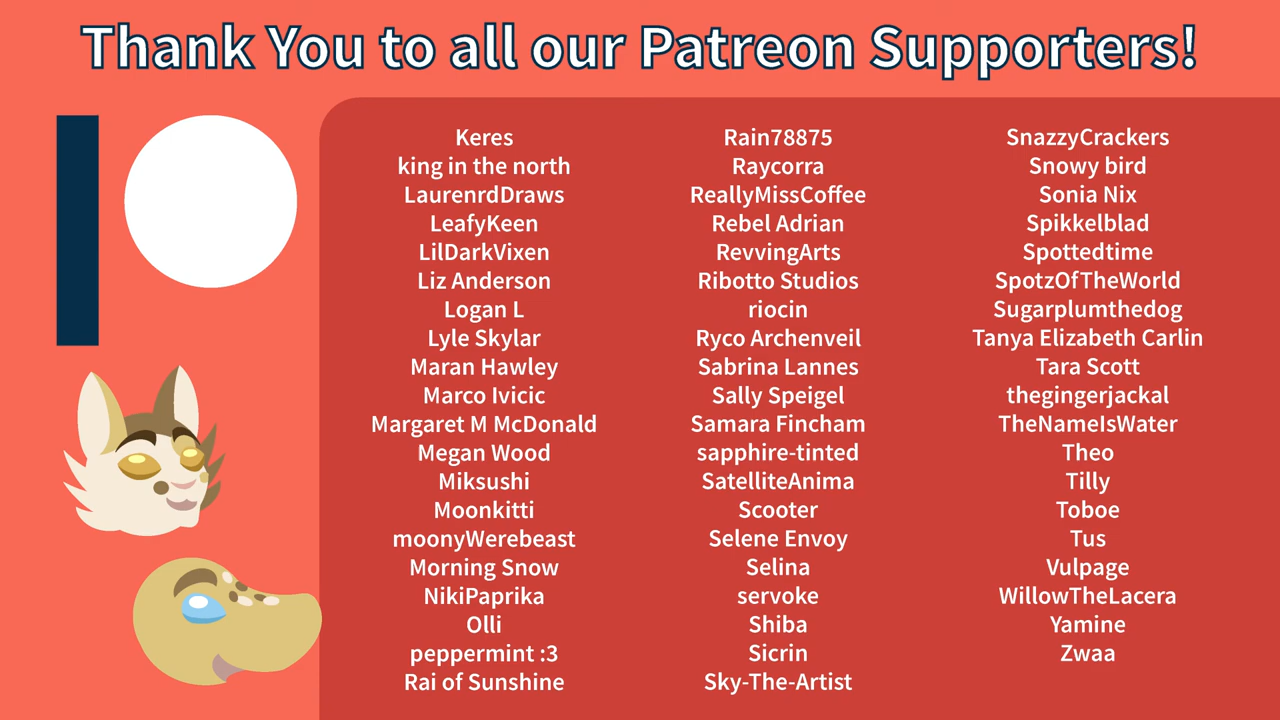 Thank You to all our Patreon Supporters!
Keres
king in the north
LaurenrdDraws
LeafyKeen
LilDarkVixen
Liz Anderson
Logan L
Lyle Skylar
Maran Hawley
Marco Ivicic
Margaret M McDonald
Megan Wood
Miksushi
Moonkitti
moonyWerebeast
Morning Snow
NikiPaprika
Olli
peppermint :3
Rai of Sunshine
Rain78875
Raycorra
ReallyMissCoffee
Rebel Adrian
RevvingArts
Ribotto Studios
riocin
Ryco Archenveil
Sabrina Lannes
Sally Speigel
Samara Fincham
sapphire-tinted
SatelliteAnima
Scooter
Selene Envoy
Selina
servoke
Shiba
Sicrin
Sky-The-Artist
SnazzyCrackers
Snowy bird
Sonia Nix
Spikkelblad
Spottedtime
SpotzOfTheWorld
Sugarplumthedog
Tanya Elizabeth Carlin
Tara Scott
thegingerjackal
TheNameIsWater
Theo
Tilly
Toboe
Tus
Vulpage
WillowTheLacera
Yamine
Zwaa